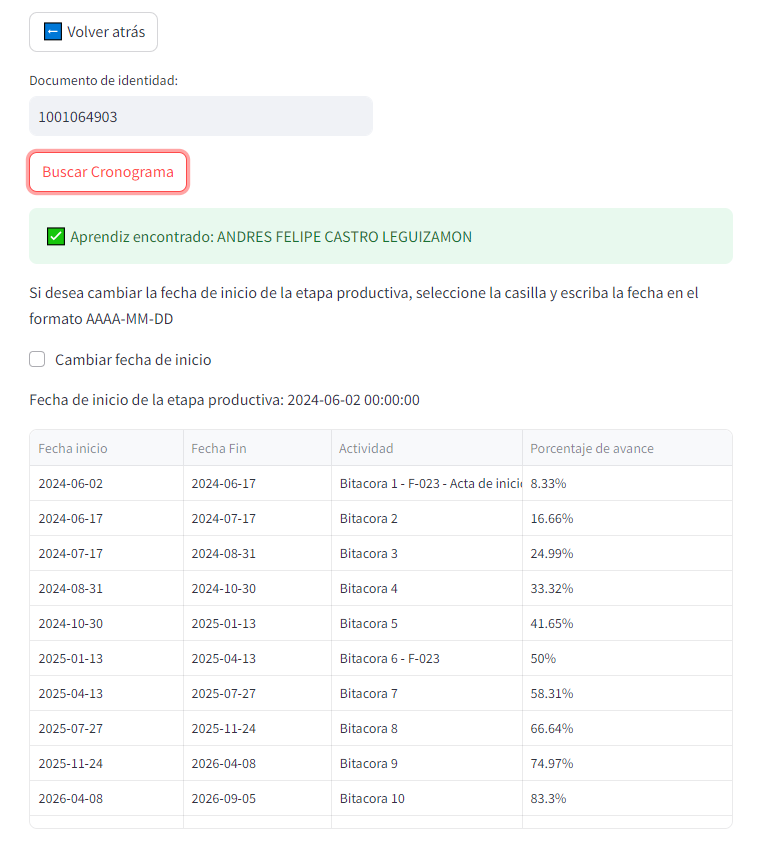 Volver atrás
Documento de identidad:
1001064903
Buscar Cronograma
Aprendiz encontrado: ANDRES FELIPE CASTRO LEGUIZAMON
Si desea cambiar la fecha de inicio de la etapa productiva, seleccione la casilla y escriba la fecha en el
formato AAAA-MM-DD
Cambiar fecha de inicio
Fecha de inicio de la etapa productiva: 2024-06-02 00:00:00
Fecha inicio Fecha Fin Actividad Porcentaje de avance
2024-06-02 2024-06-17 Bitacora 1 - F-023 - Acta de inicio 8.33%
2024-06-17 2024-07-17 Bitacora 2 16.66%
2024-07-17 2024-08-31 Bitacora 3 24.99%
2024-08-31 2024-10-30 Bitacora 4 33.32%
2024-10-30 2025-01-13 Bitacora 5 41.65%
2025-01-13 2025-04-13 Bitacora 6 - F-023 50%
2025-04-13 2025-07-27 Bitacora 7 58.31%
2025-07-27 2025-11-24 Bitacora 8 66.64%
2025-11-24 2026-04-08 Bitacora 9 74.97%
2026-04-08 2026-09-05 Bitacora 10 83.3%